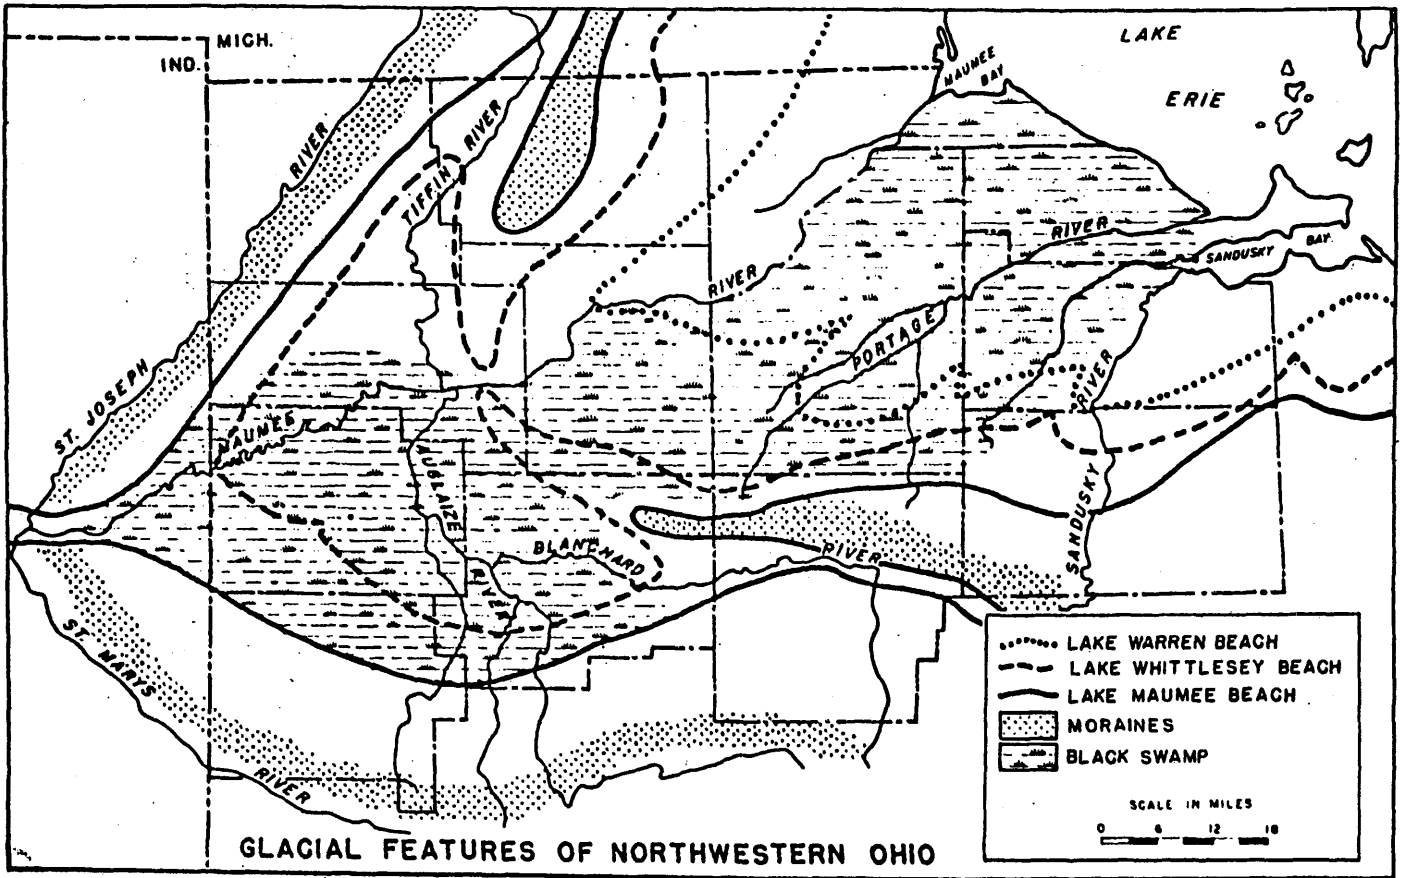 MICH.
IND.
LAKE
ERIE
MAUMEE
BAY
ST. JOSEPH
RIVER
TIFFIN
RIVER
RIVER
RIVER
SANDUSKY
BAY
PORTAGE
RIVER
MAUMEE
AUGLAIZE
RIVER
BLANCHARD
RIVER
SANDUSKY
ST. MARYS
RIVER
LAKE WARREN BEACH
LAKE WHITTLESEY BEACH
LAKE MAUMEE BEACH
MORAINES
BLACK SWAMP
SCALE IN MILES
0 6 12 18
GLACIAL FEATURES OF NORTHWESTERN OHIO